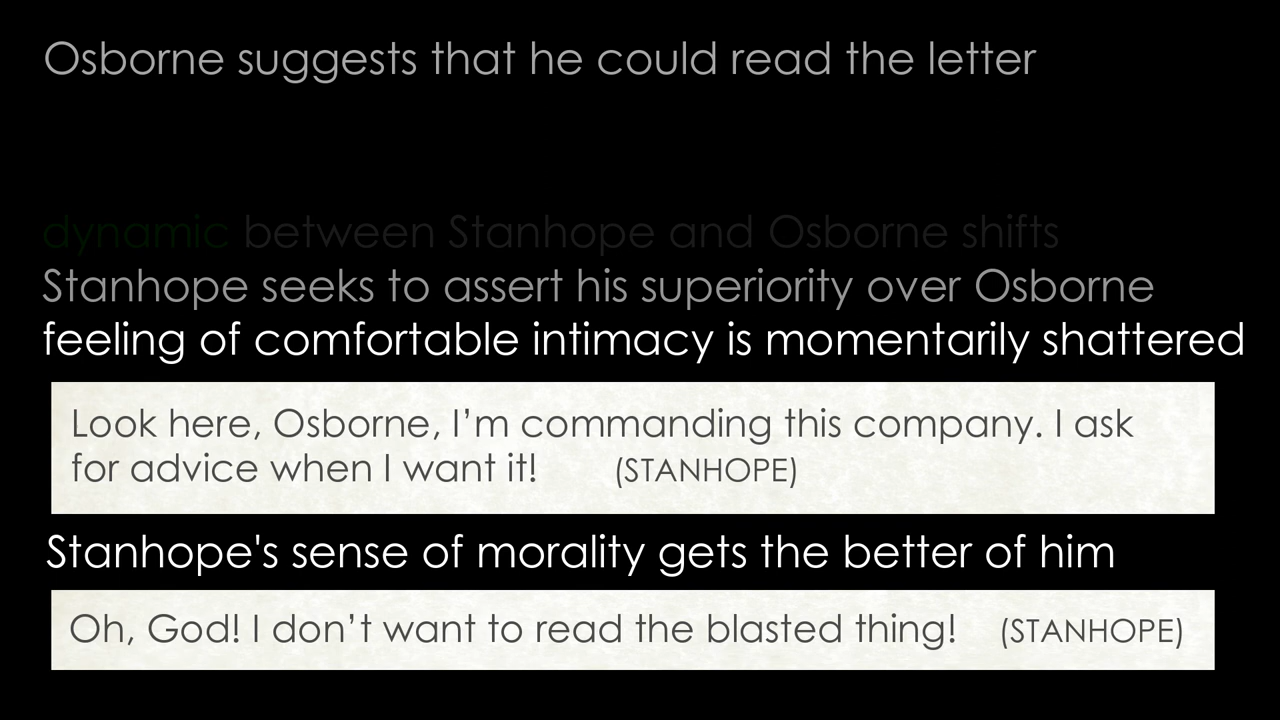 Osborne suggests that he could read the letter
dynamic between Stanhope and Osborne shifts
Stanhope seeks to assert his superiority over Osborne
feeling of comfortable intimacy is momentarily shattered
Look here, Osborne, I’m commanding this company. I ask
for advice when I want it! (STANHOPE)
Stanhope's sense of morality gets the better of him
Oh, God! I don’t want to read the blasted thing! (STANHOPE)